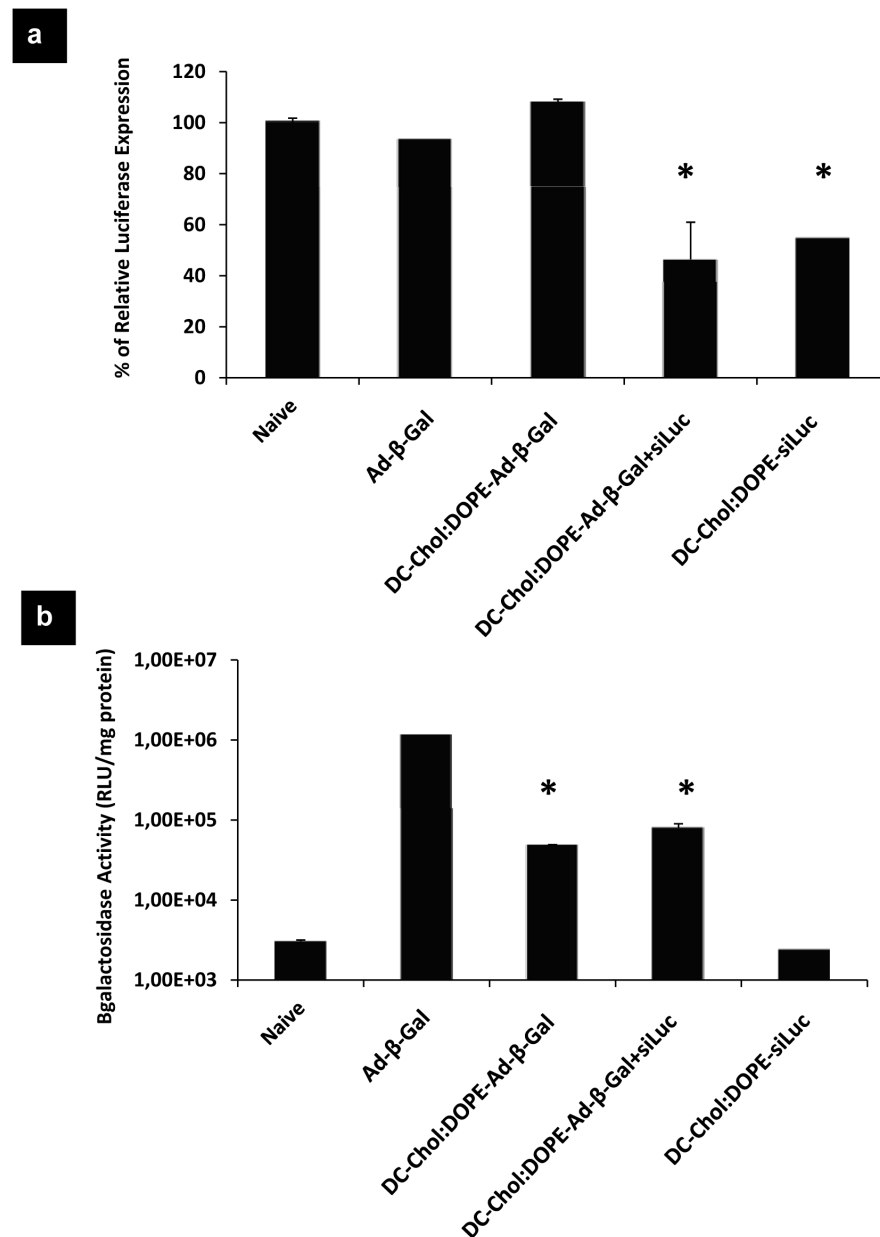 a
% of Relative Luciferase Expression
120
100
80
60
40
20
0
* *
Naive
Ad-β-Gal
DC-Chol:DOPE-Ad-β-Gal
DC-Chol:DOPE-Ad-β-Gal+siLuc
DC-Chol:DOPE-siLuc
b
Bgalactosidase Activity (RLU/mg protein)
1,00E+07
1,00E+06
1,00E+05
1,00E+04
1,00E+03
* *
Naive
Ad-β-Gal
DC-Chol:DOPE-Ad-β-Gal
DC-Chol:DOPE-Ad-β-Gal+siLuc
DC-Chol:DOPE-siLuc